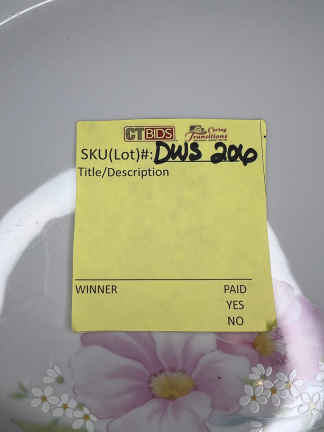 CTBIDS Caring Transitions
SKU(Lot)#: DWS 206
Title/Description
WINNER PAID
YES
NO